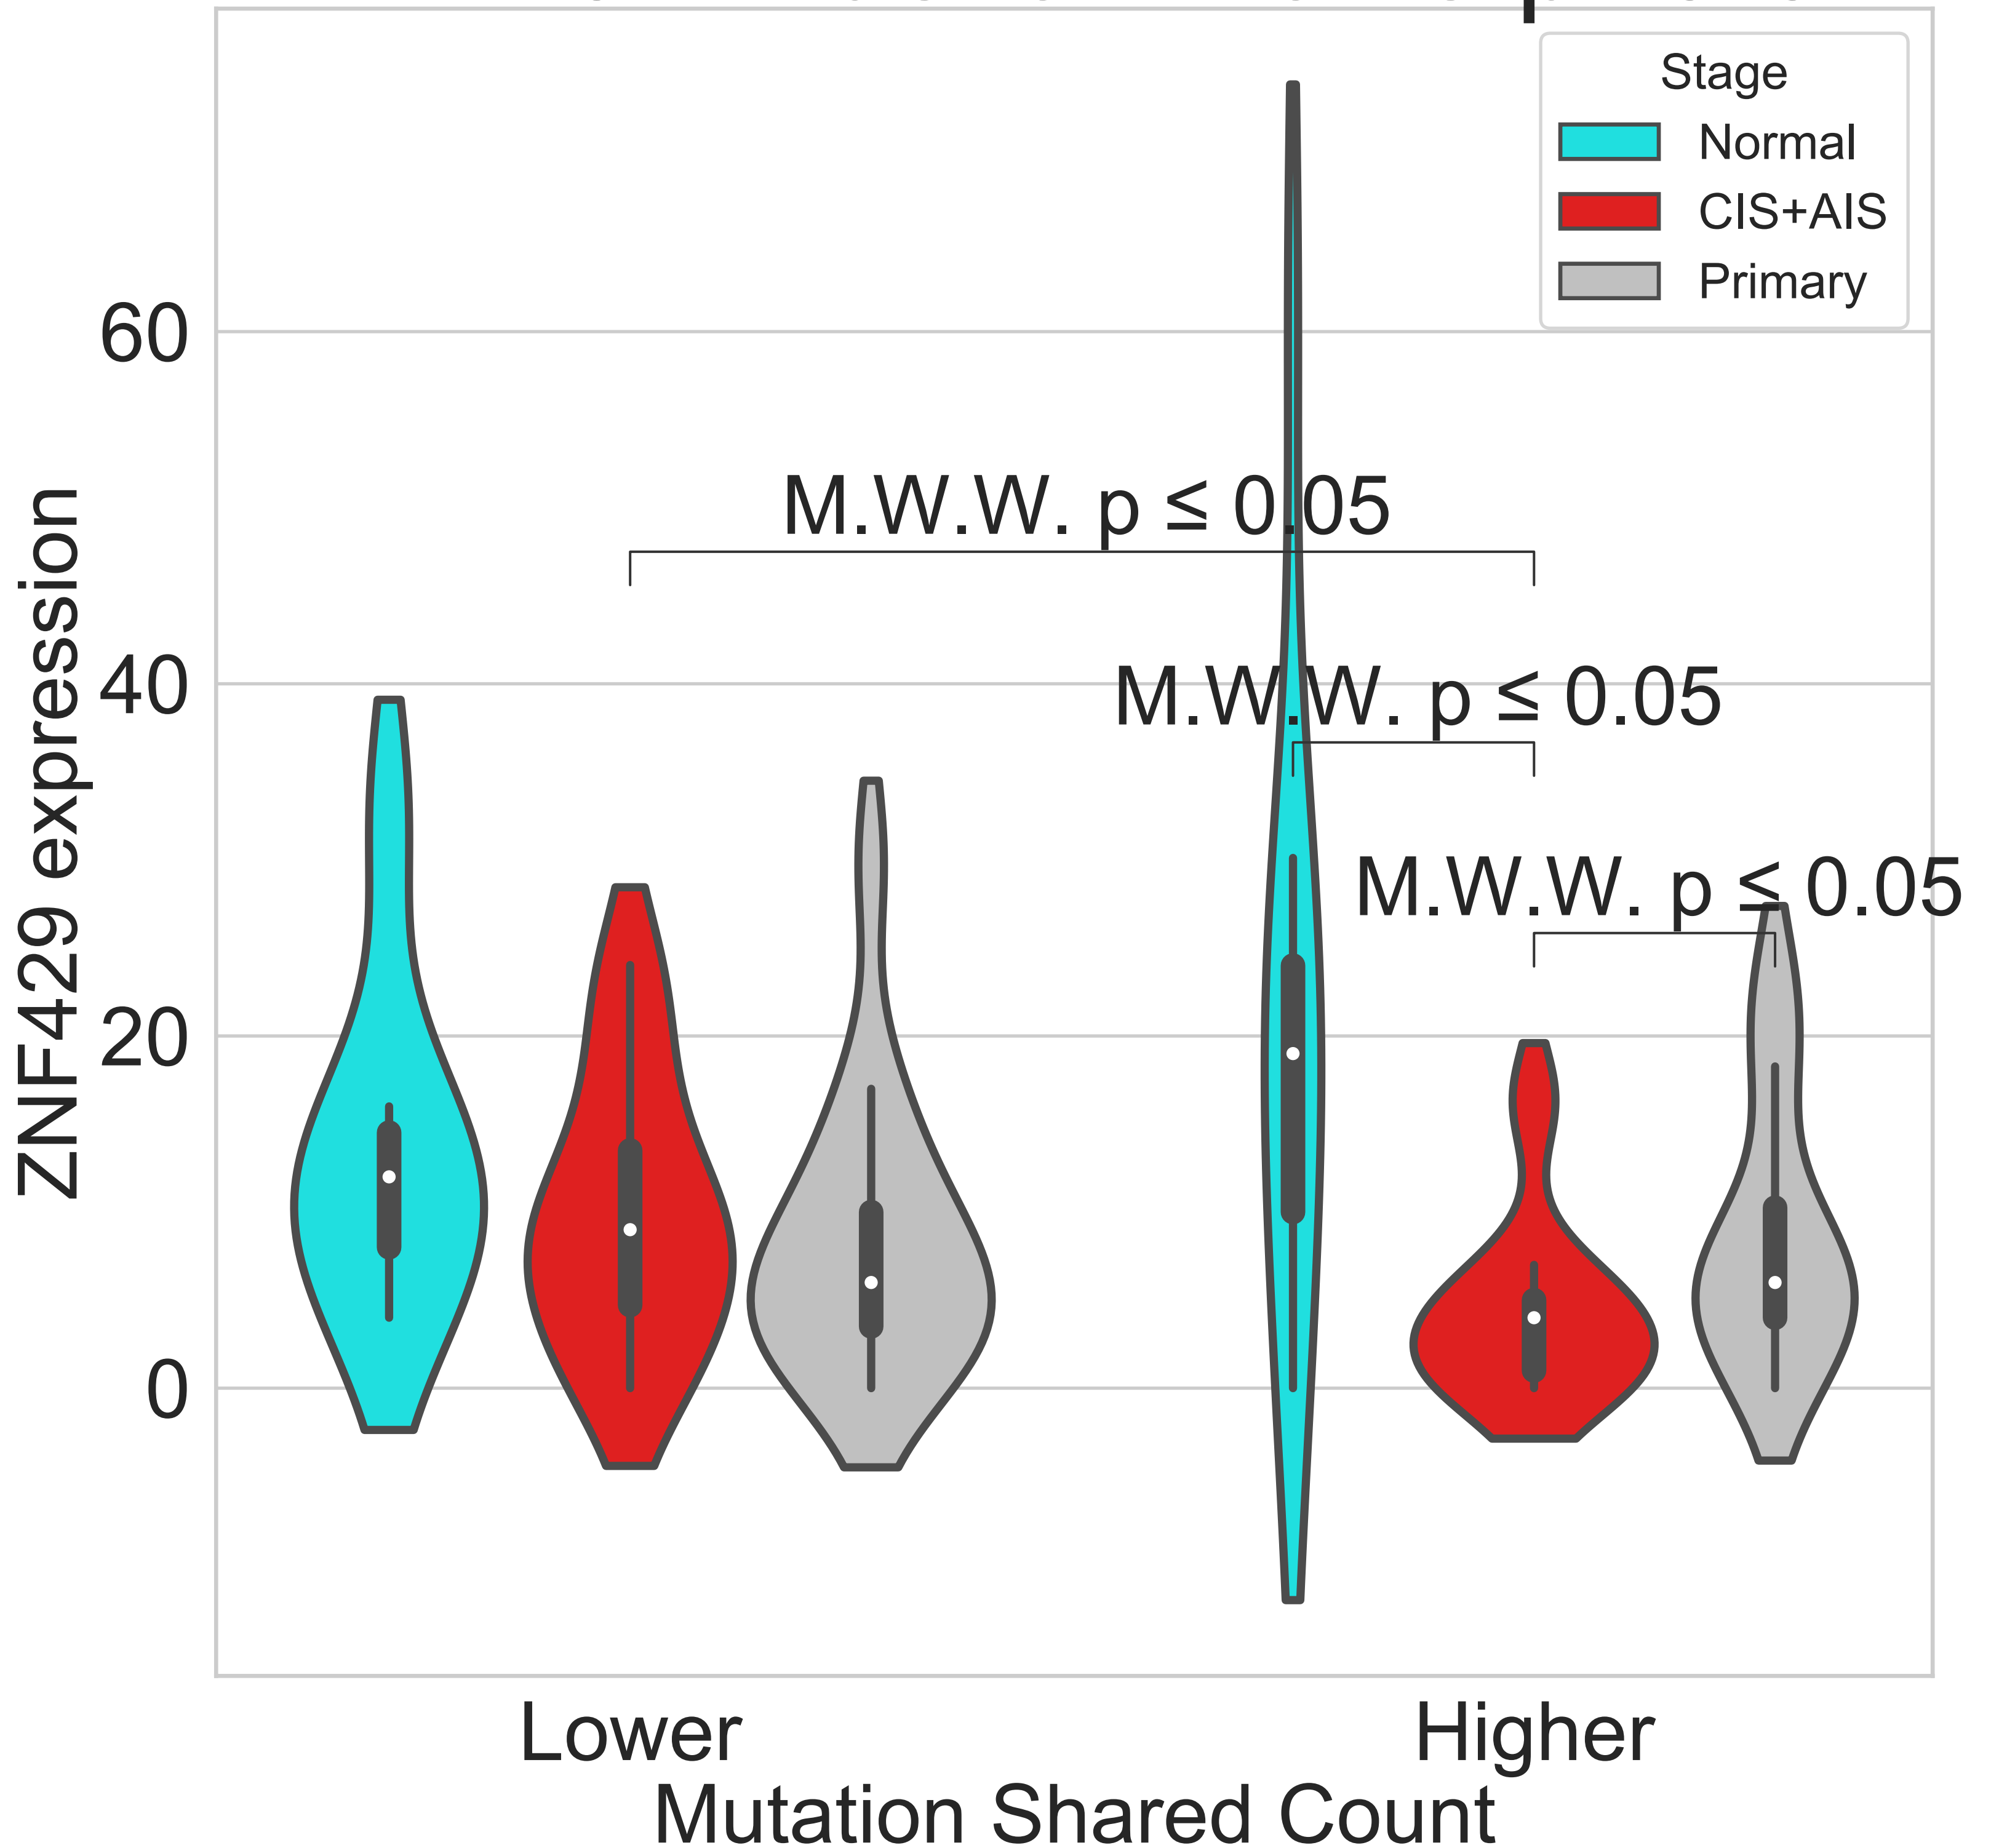 Stage
Normal
CIS+AIS
Primary
60
40
20
0
ZNF429 expression
M.W.W. p ≤ 0.05
M.W.W. p ≤ 0.05
M.W.W. p ≤ 0.05
Lower
Higher
Mutation Shared Count